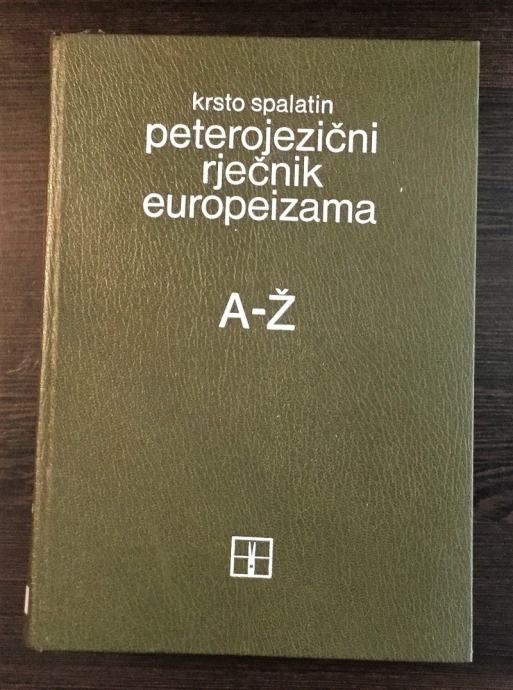 krsto spalatin
peterojezični
rječnik
europeizama
A-Ž